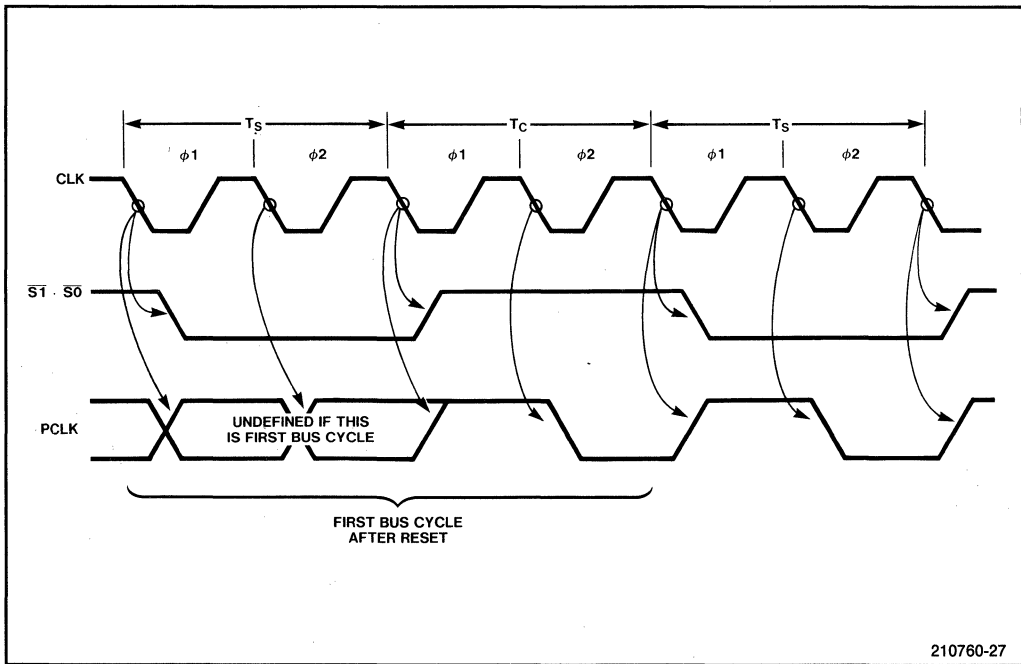 TS TC TS
φ1 φ2 φ1 φ2 φ1 φ2
CLK
S1 · S0
PCLK
UNDEFINED IF THIS
IS FIRST BUS CYCLE
FIRST BUS CYCLE
AFTER RESET
210760-27